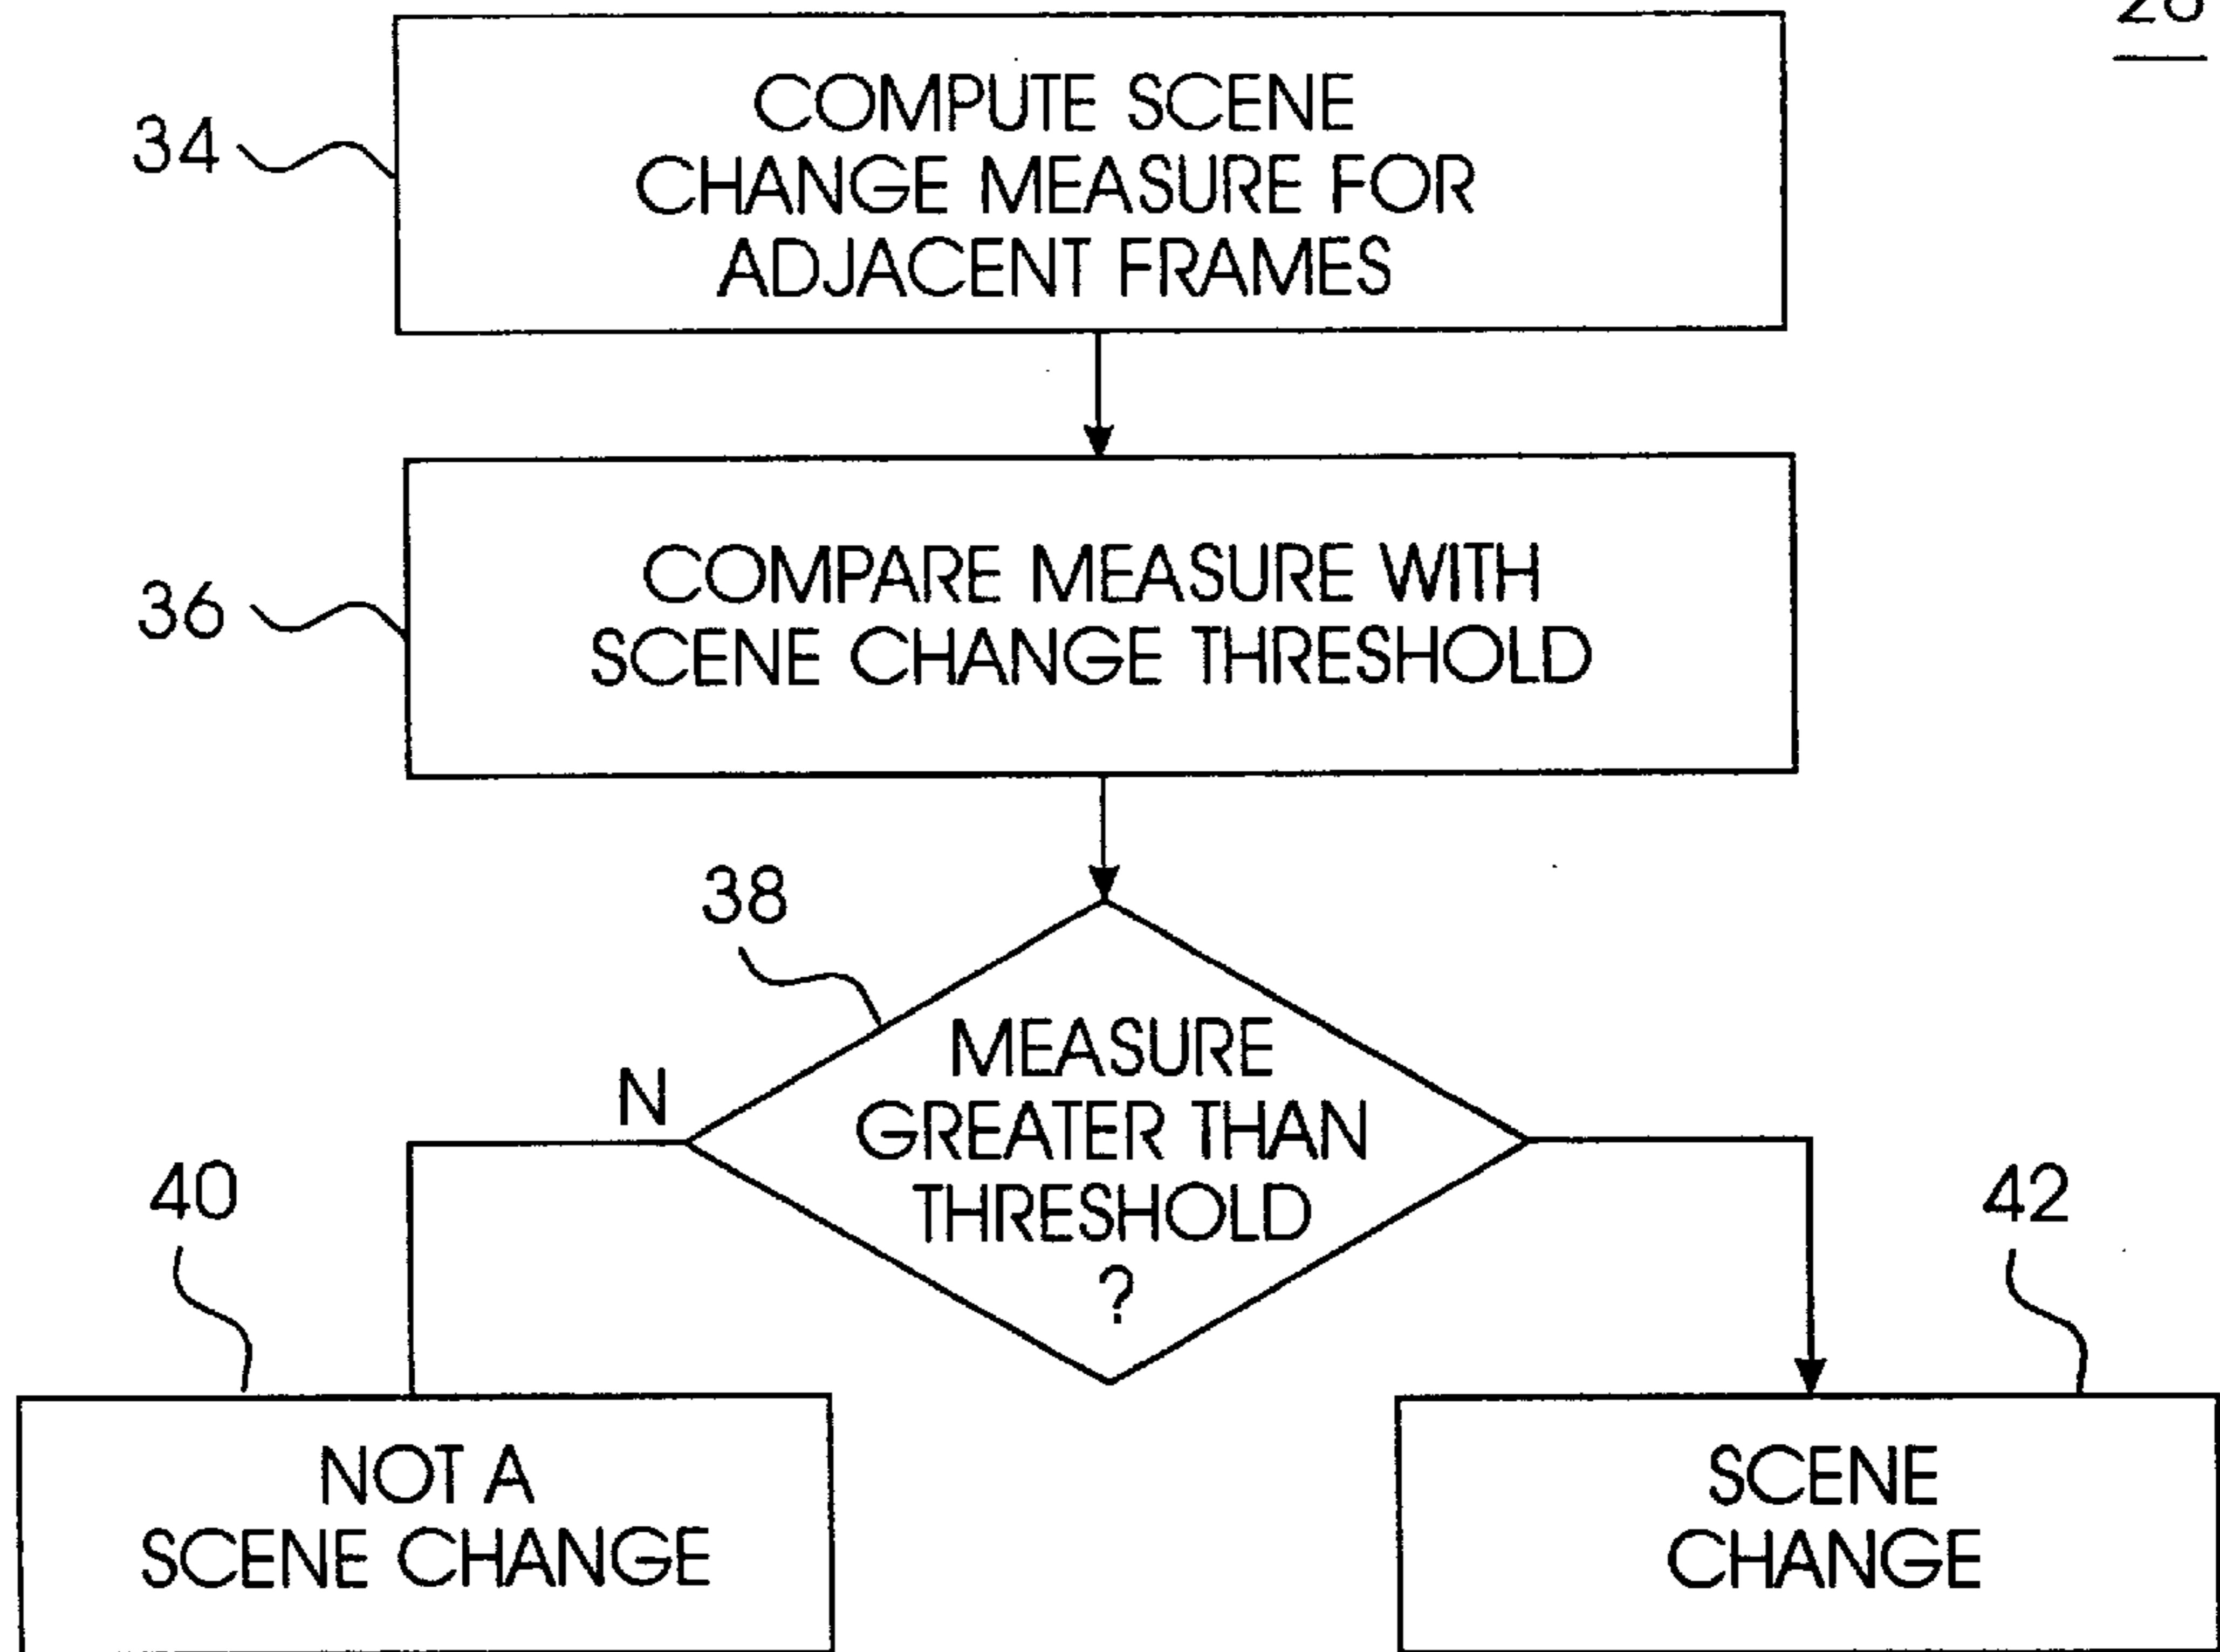 34
COMPUTE SCENE
CHANGE MEASURE FOR
ADJACENT FRAMES
36
COMPARE MEASURE WITH
SCENE CHANGE THRESHOLD
38
MEASURE
GREATER THAN
THRESHOLD
?
N
40
42
NOT A
SCENE CHANGE
SCENE
CHANGE